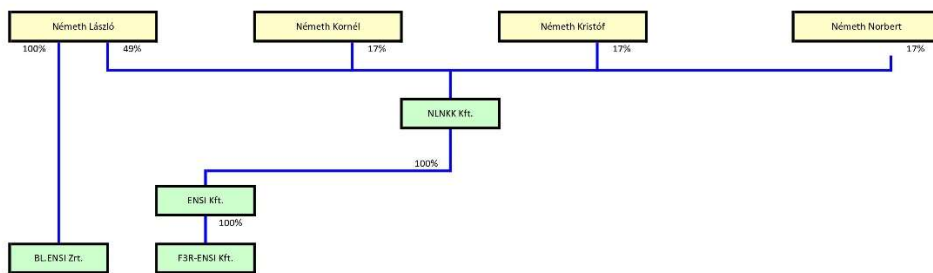 Németh László
Németh Kornél
Németh Kristóf
Németh Norbert
100%
49%
17%
17%
17%
NLNKK Kft.
100%
ENSI Kft.
100%
BL.ENSI Zrt.
F3R-ENSI Kft.